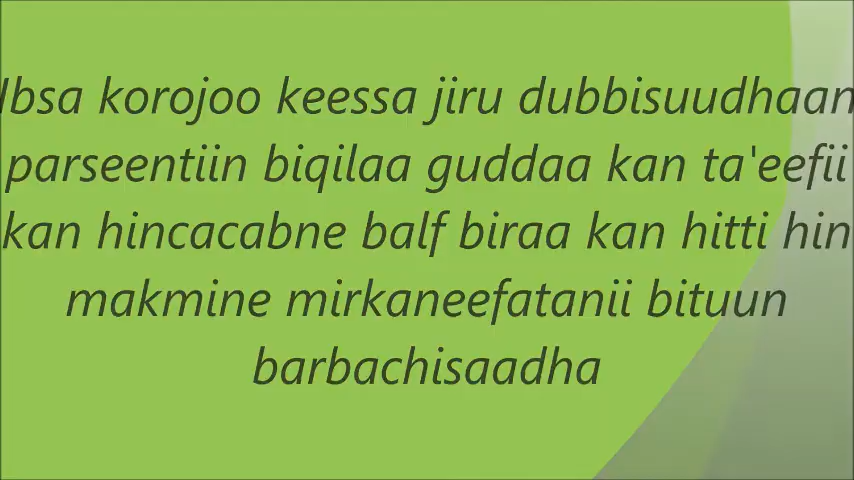 Ibsa korojoo keessa jiru dubbisuudhaan
parseentiin biqilaa guddaa kan ta'eefii
kan hincacabne balf biraa kan hitti hin
makmine mirkaneefatanii bituun
barbachisaadha